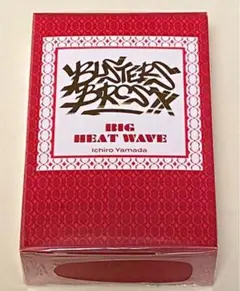 BUSTERS
BROS!!!
BIG
HEAT WAVE
Ichiro Yamada